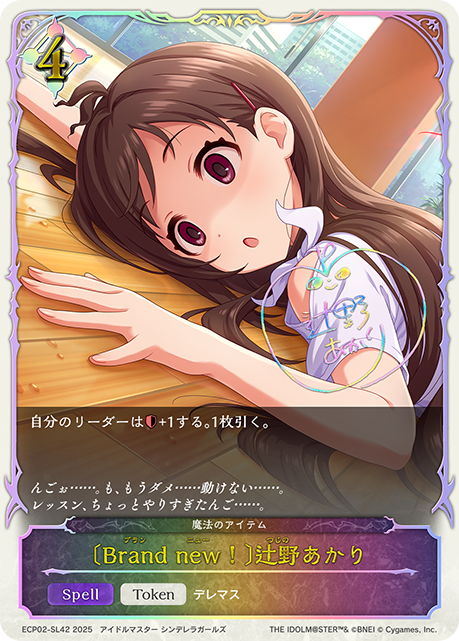 4
自分のリーダーは+1する。1枚引く。
んごぉ……。も、もうダメ……動けない……。
レッスン、ちょっとやりすぎたんご……。
魔法のアイテム
ブラン ニュー つじの
〔Brand new！〕辻野あかり
Spell Token デレマス
ECP02-SL42 2025 アイドルマスター シンデレラガールズ THE IDOLM@STER™& ©BNEI © Cygames, Inc.